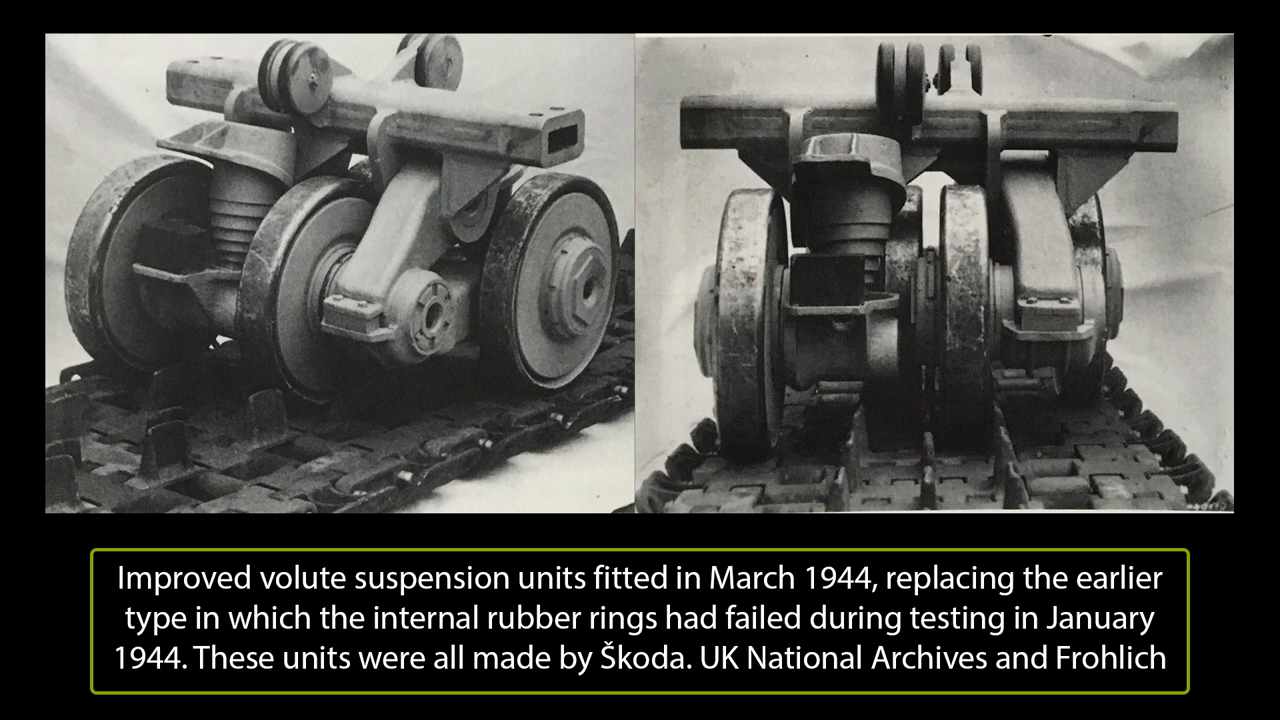 Improved volute suspension units fitted in March 1944, replacing the earlier
type in which the internal rubber rings had failed during testing in January
1944. These units were all made by Škoda. UK National Archives and Frohlich